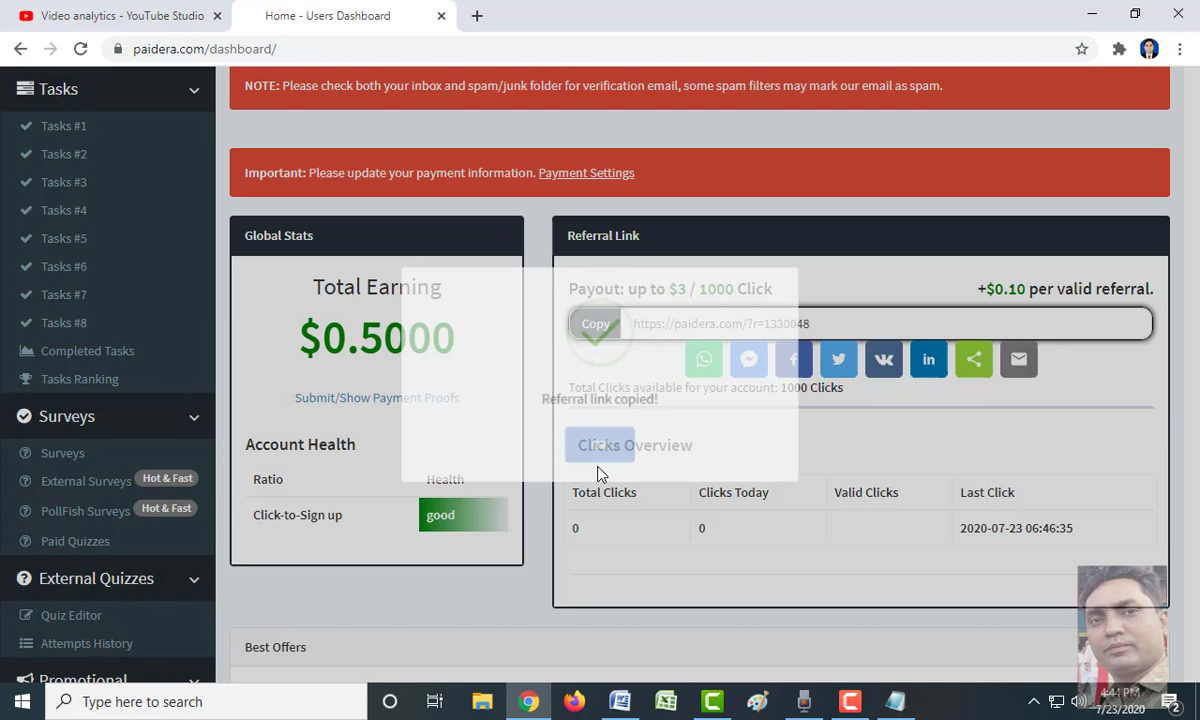 Video analytics - YouTube Studio
Home - Users Dashboard
paidera.com/dashboard/
Tasks
Tasks #1
Tasks #2
Tasks #3
Tasks #4
Tasks #5
Tasks #6
Tasks #7
Tasks #8
Completed Tasks
Tasks Ranking
Surveys
Surveys
External Surveys Hot & Fast
PollFish Surveys Hot & Fast
Paid Quizzes
External Quizzes
Quiz Editor
Attempts History
Promotional
NOTE: Please check both your inbox and spam/junk folder for verification email, some spam filters may mark our email as spam.
Important: Please update your payment information. Payment Settings
Global Stats
Total Earning
$0.5000
Submit/Show Payment Proofs
Account Health
Ratio Health
Click-to-Sign up good
Referral Link
Payout: up to $3 / 1000 Click +$0.10 per valid referral.
Copy https://paidera.com/?r=1330048
Total Clicks available for your account: 1000 Clicks
Referral link copied!
Clicks Overview
Total Clicks Clicks Today Valid Clicks Last Click
0 0 2020-07-23 06:46:35
Best Offers
Type here to search
4:44 PM
7/23/2020
2